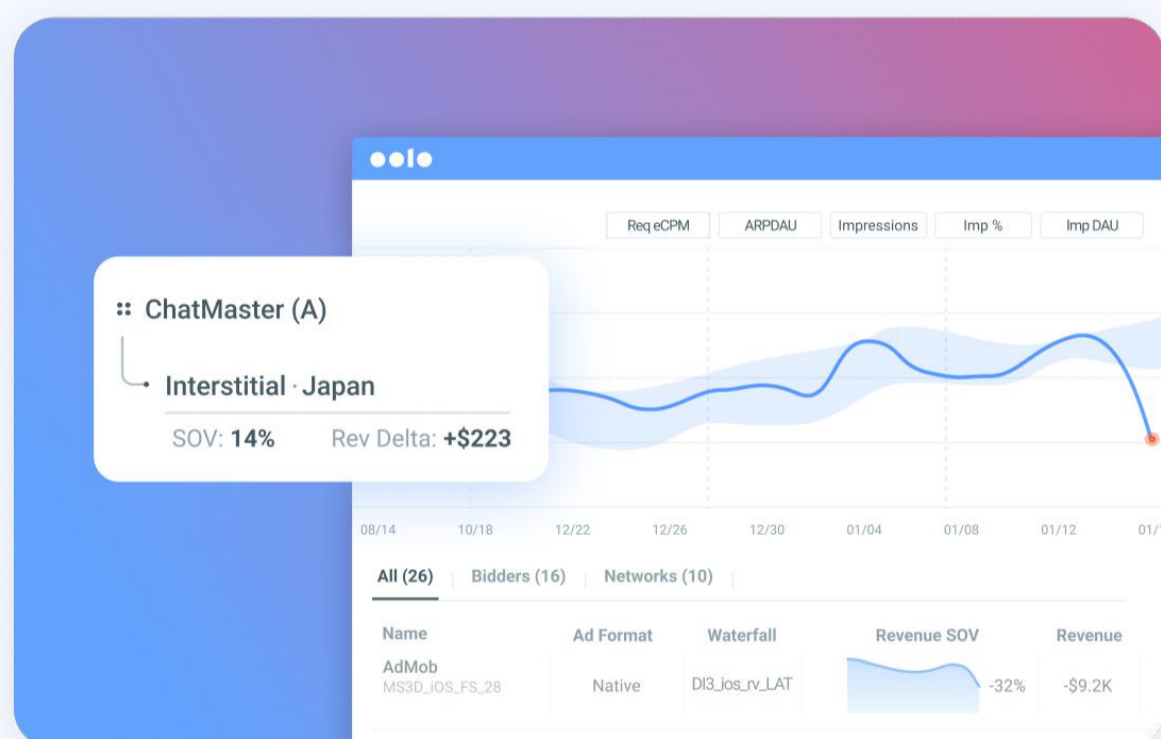 oolo
Req eCPM ARPDAU Impressions Imp % Imp DAU
ChatMaster (A)
Interstitial · Japan
SOV: 14% Rev Delta: +$223
08/14 10/18 12/22 12/26 12/30 01/04 01/08 01/12 01/
All (26) Bidders (16) Networks (10)
Name Ad Format Waterfall Revenue SOV Revenue
AdMob
MS3D_iOS_FS_28 Native DI3_ios_rv_LAT -32% -$9.2K